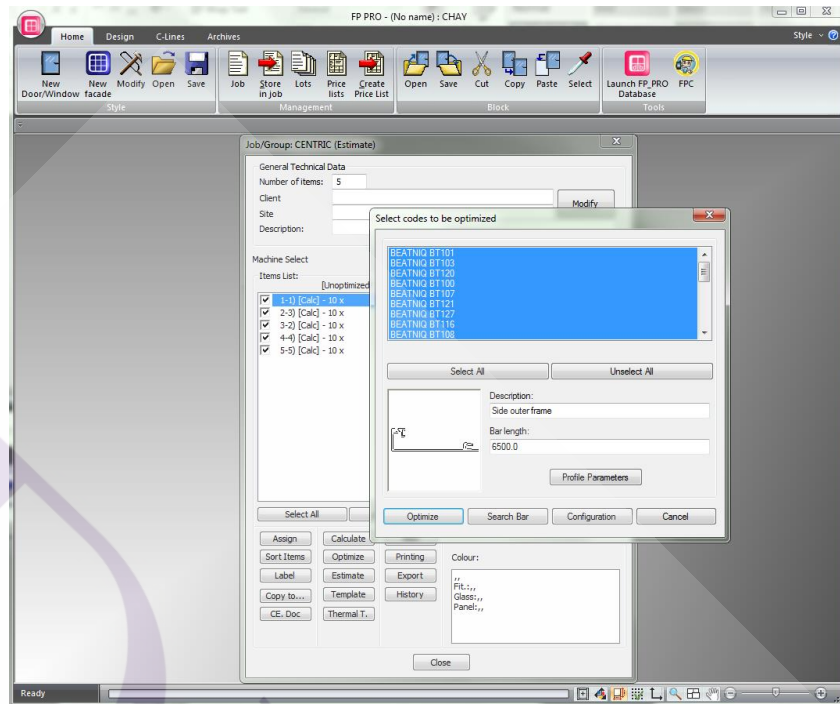 FP PRO - (No name) : CHAY
Home Design C-Lines Archives Style
New Door/Window
New facade
Modify
Open
Save
Style
Job
Store in job
Lots
Price lists
Create Price List
Management
Open
Save
Cut
Copy
Paste
Select
Block
Launch FP_PRO Database
FPC
Tools
Job/Group: CENTRIC (Estimate)
General Technical Data
Number of items: 5
Client
Modify
Site
Description:
Machine Select
Items List:
[Unoptimized
1-1) [Calc] - 10 x
2-3) [Calc] - 10 x
3-2) [Calc] - 10 x
4-4) [Calc] - 10 x
5-5) [Calc] - 10 x
Select All
Assign Calculate
Sort Items Optimize Printing
Label Estimate Export
Copy to... Template History
CE. Doc Thermal T.
Colour:
,,
Fit.:,,
Glass:,,
Panel:,,
Close
Select codes to be optimized
BEATNIQ BT101
BEATNIQ BT103
BEATNIQ BT120
BEATNIQ BT100
BEATNIQ BT107
BEATNIQ BT121
BEATNIQ BT127
BEATNIQ BT116
BEATNIQ BT108
Select All Unselect All
Description:
Side outer frame
Bar length:
6500.0
Profile Parameters
Optimize Search Bar Configuration Cancel
Ready